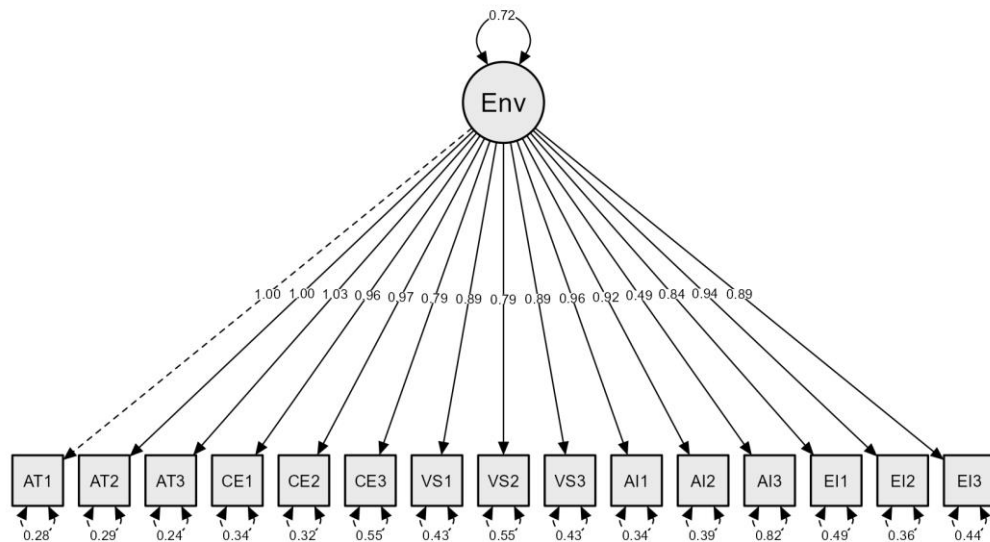 0.72
Env
1.00 1.00 1.03 0.96 0.97 0.79 0.89 0.79 0.89 0.96 0.92 0.49 0.84 0.94 0.89
AT1 AT2 AT3 CE1 CE2 CE3 VS1 VS2 VS3 AI1 AI2 AI3 EI1 EI2 EI3
0.28 0.29 0.24 0.34 0.32 0.55 0.43 0.55 0.43 0.34 0.39 0.82 0.49 0.36 0.44